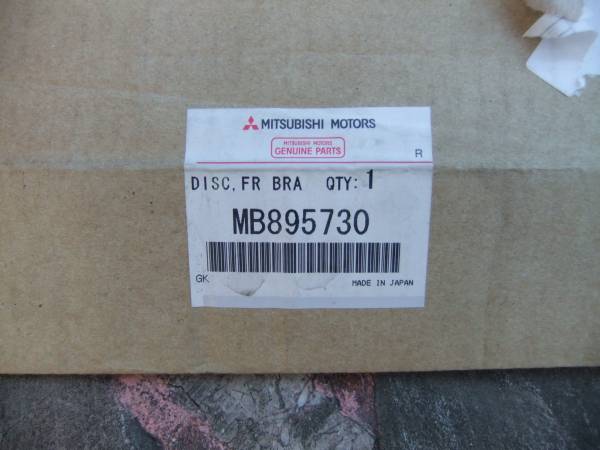 MITSUBISHI MOTORS
MITSUBISHI MOTORS
GENUINE PARTS
R
DISC, FR BRA QTY: 1
MB895730
GK
MADE IN JAPAN